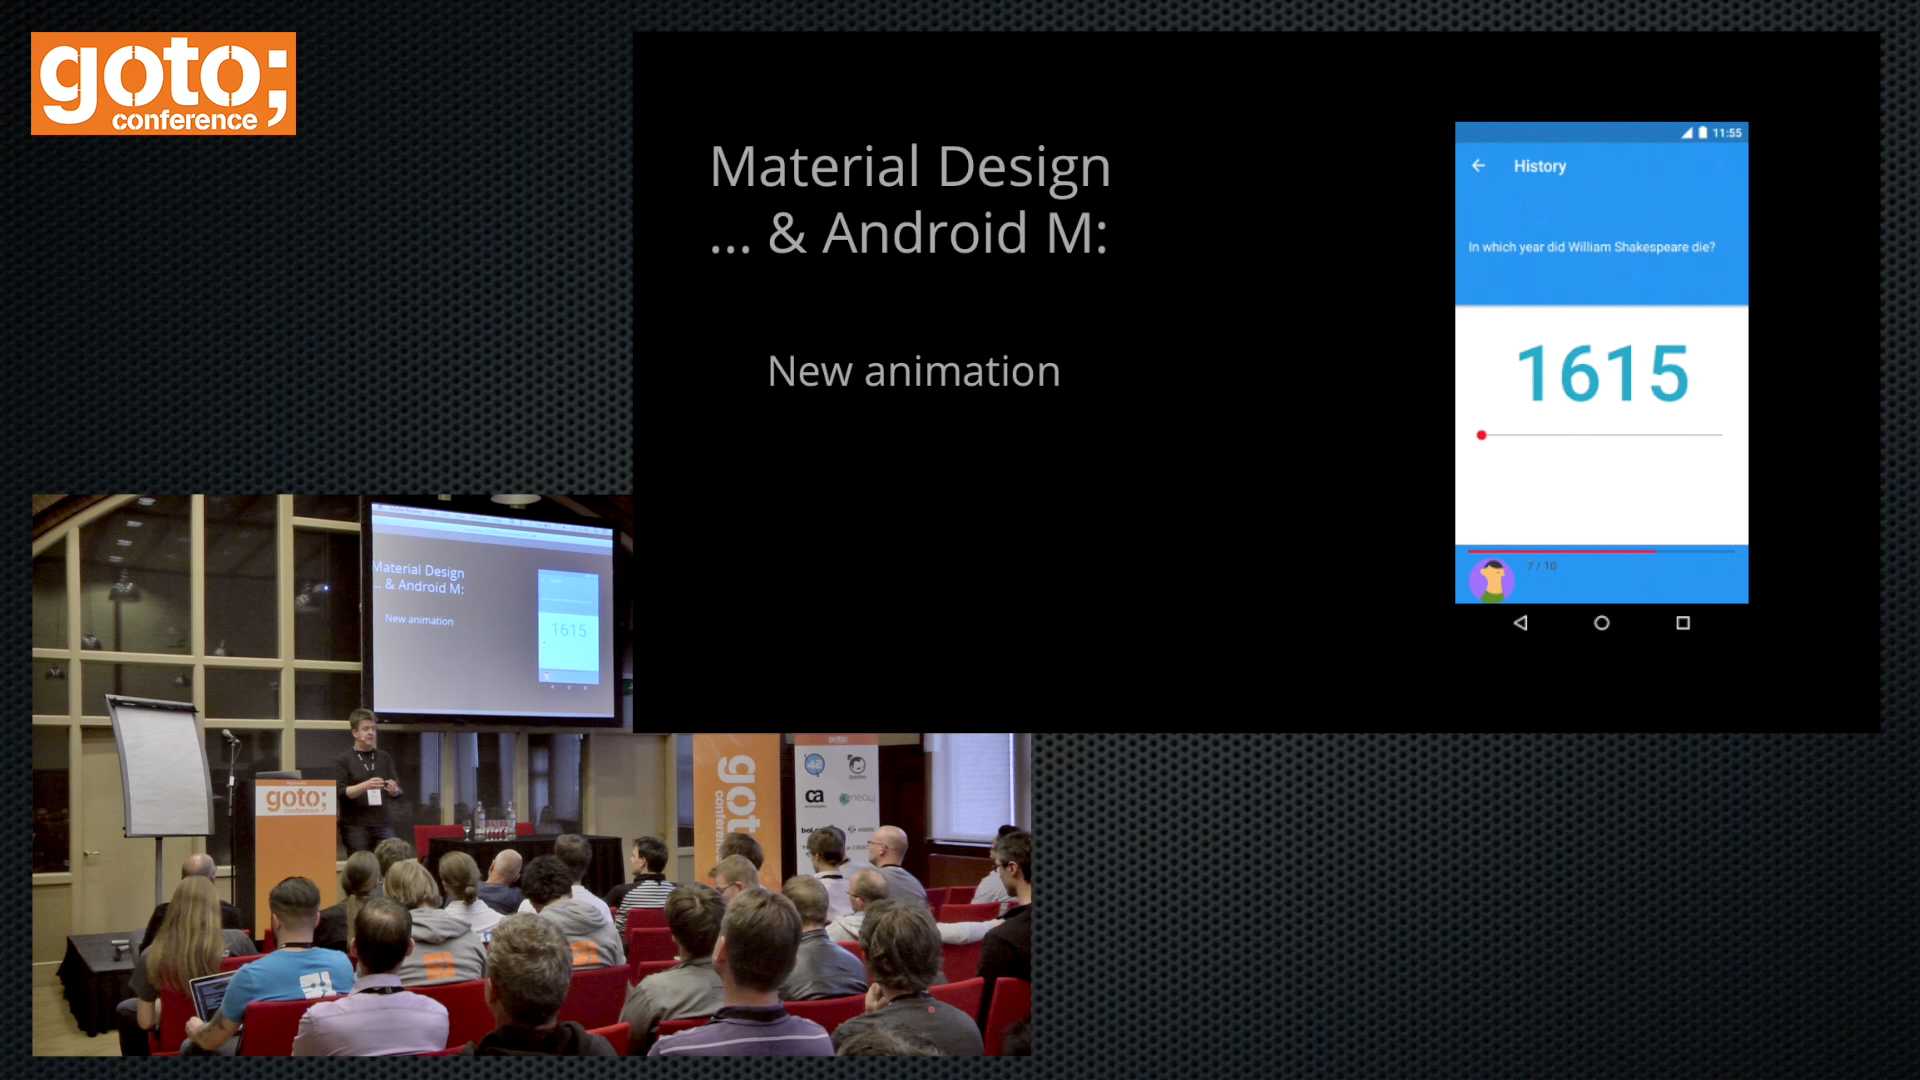 goto;
conference
Material Design
... & Android M:
New animation
11:55
History
In which year did William Shakespeare die?
1615
7 / 10
Material Design
... & Android M:
New animation
1615
goto;
conference
goto;
ca